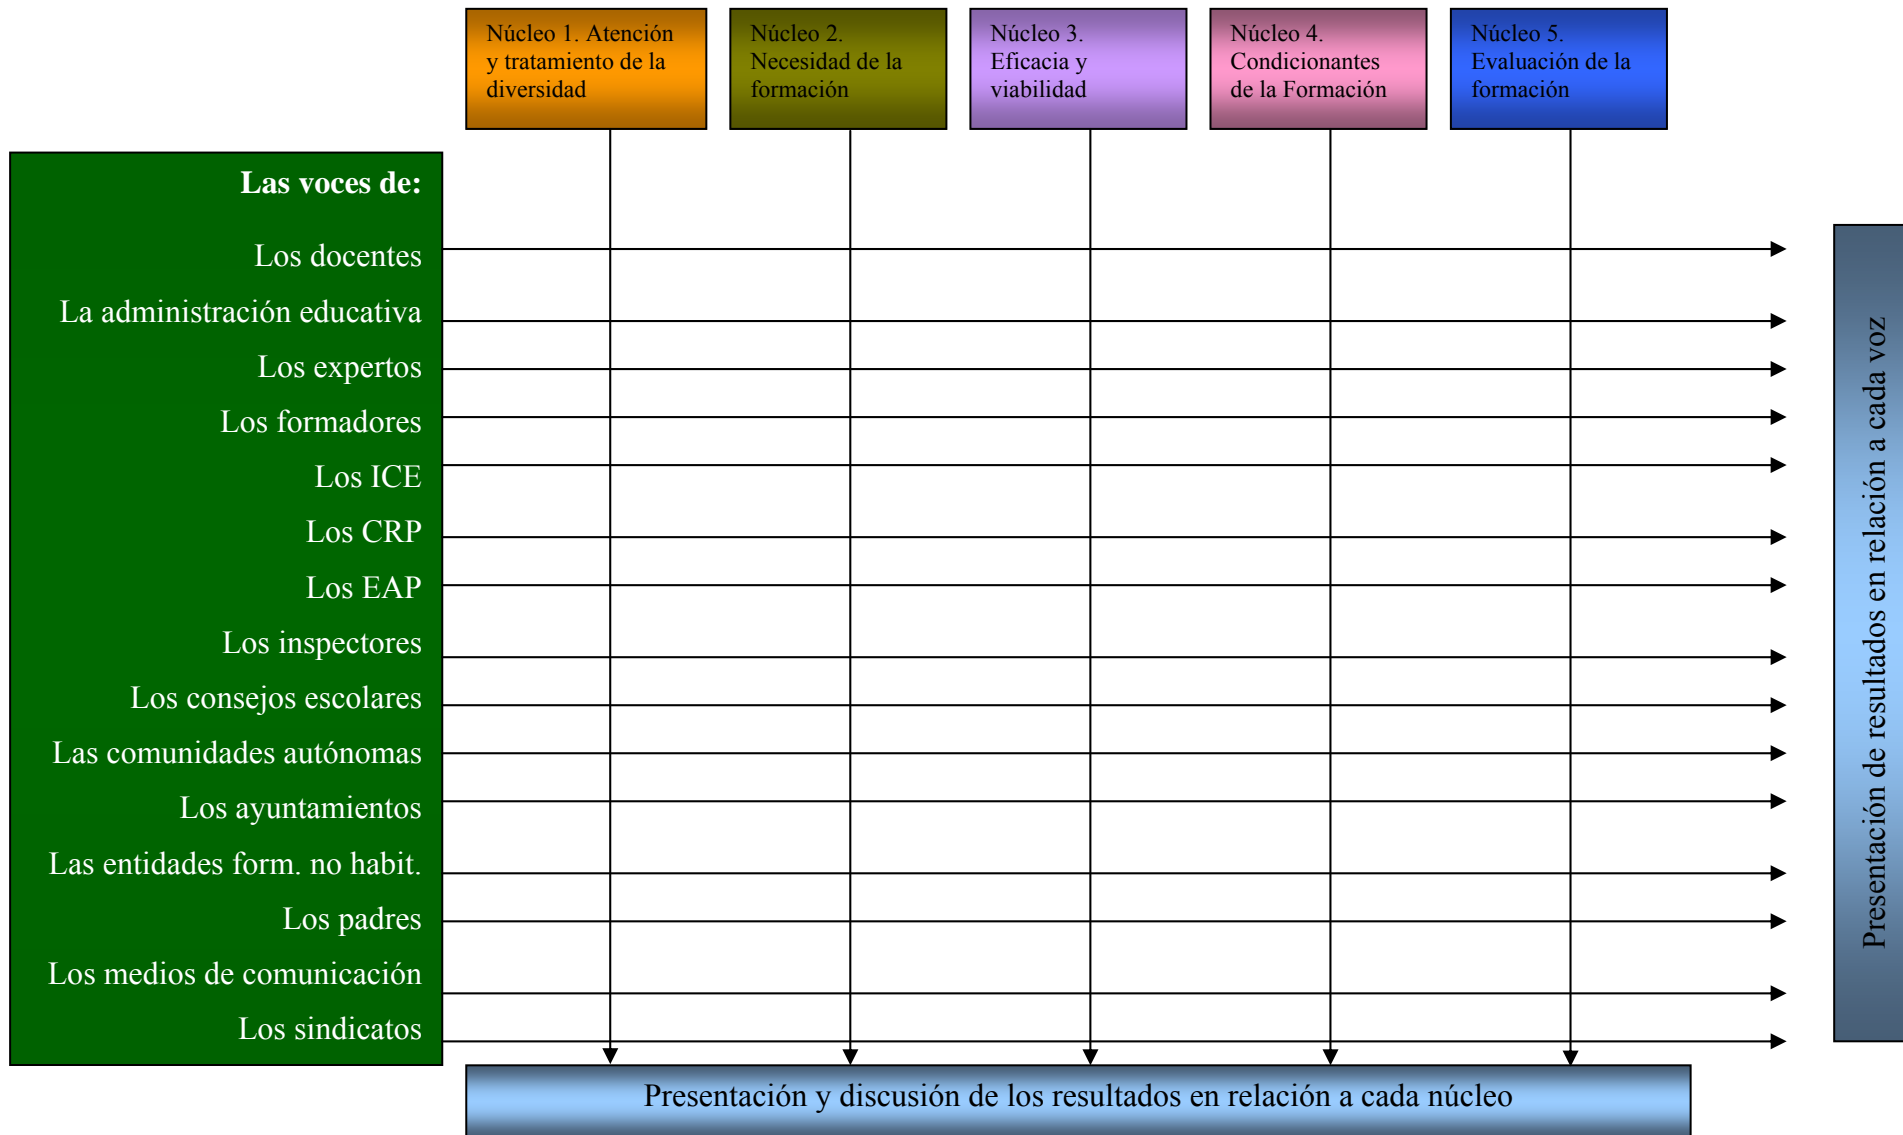 Núcleo 1. Atención
y tratamiento de la
diversidad
Núcleo 2.
Necesidad de la
formación
Núcleo 3.
Eficacia y
viabilidad
Núcleo 4.
Condicionantes
de la Formación
Núcleo 5.
Evaluación de la
formación
Las voces de:
Los docentes
La administración educativa
Los expertos
Los formadores
Los ICE
Los CRP
Los EAP
Los inspectores
Los consejos escolares
Las comunidades autónomas
Los ayuntamientos
Las entidades form. no habit.
Los padres
Los medios de comunicación
Los sindicatos
Presentación de resultados en relación a cada voz
Presentación y discusión de los resultados en relación a cada núcleo